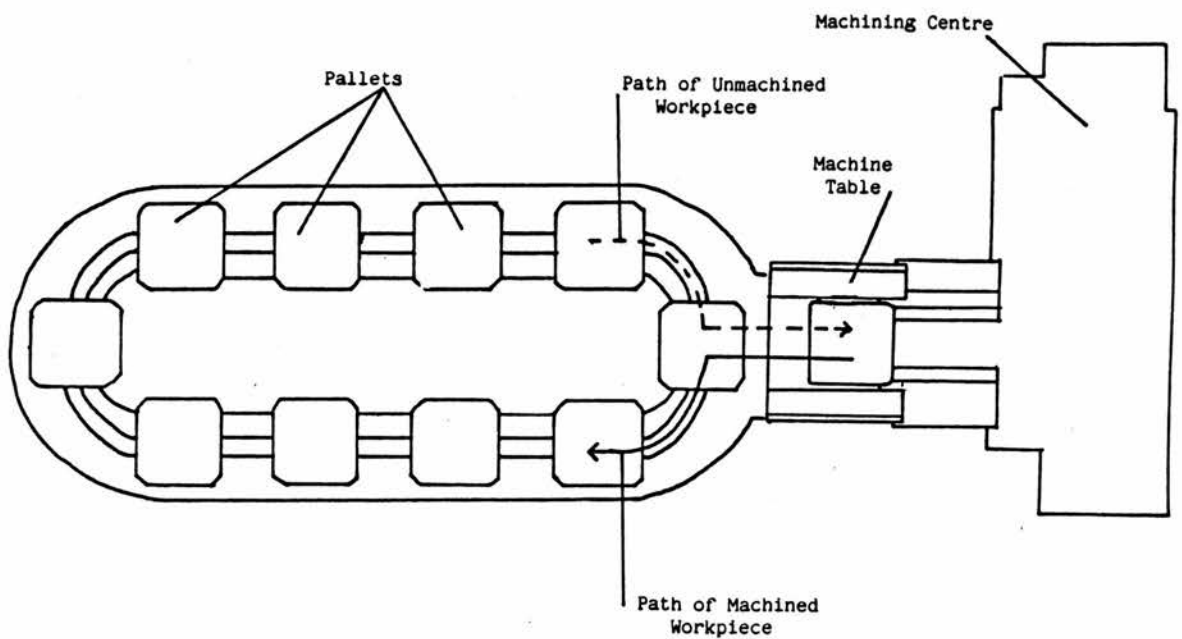 Machining Centre
Pallets
Path of Unmachined
Workpiece
Machine
Table
Path of Machined
Workpiece